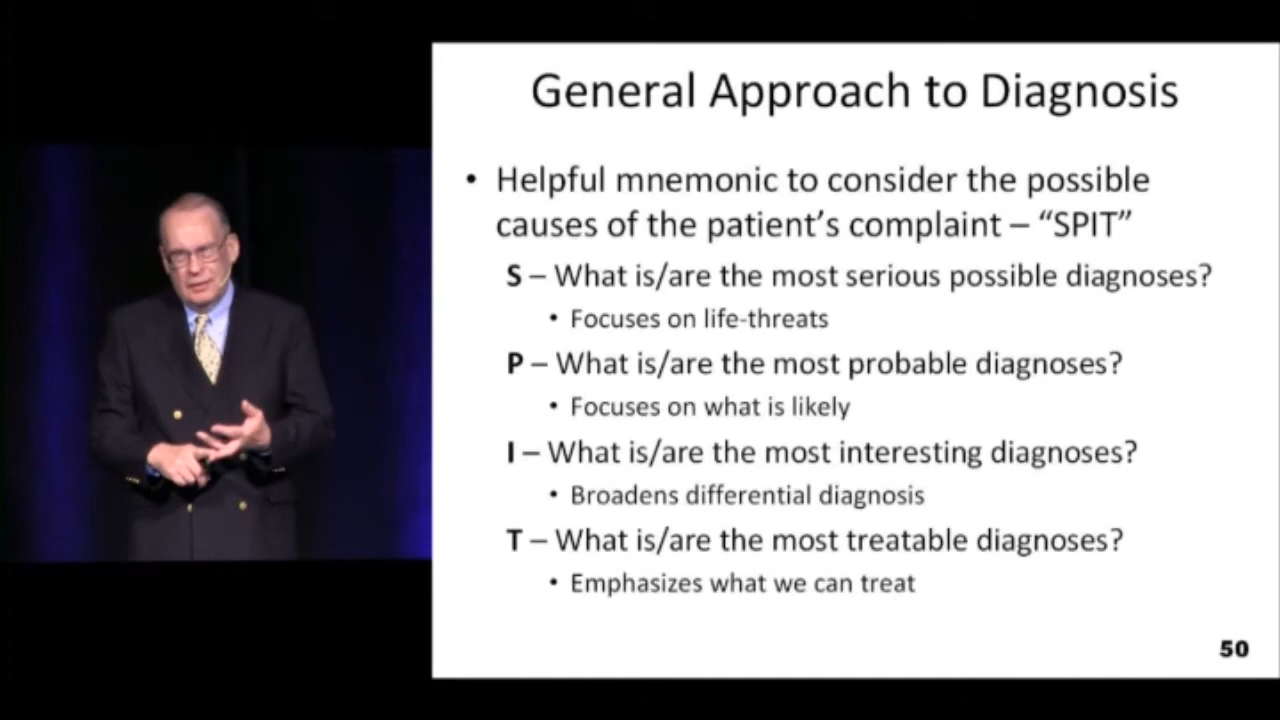 General Approach to Diagnosis
• Helpful mnemonic to consider the possible
causes of the patient’s complaint – “SPIT”
S – What is/are the most serious possible diagnoses?
• Focuses on life-threats
P – What is/are the most probable diagnoses?
• Focuses on what is likely
I – What is/are the most interesting diagnoses?
• Broadens differential diagnosis
T – What is/are the most treatable diagnoses?
• Emphasizes what we can treat
50